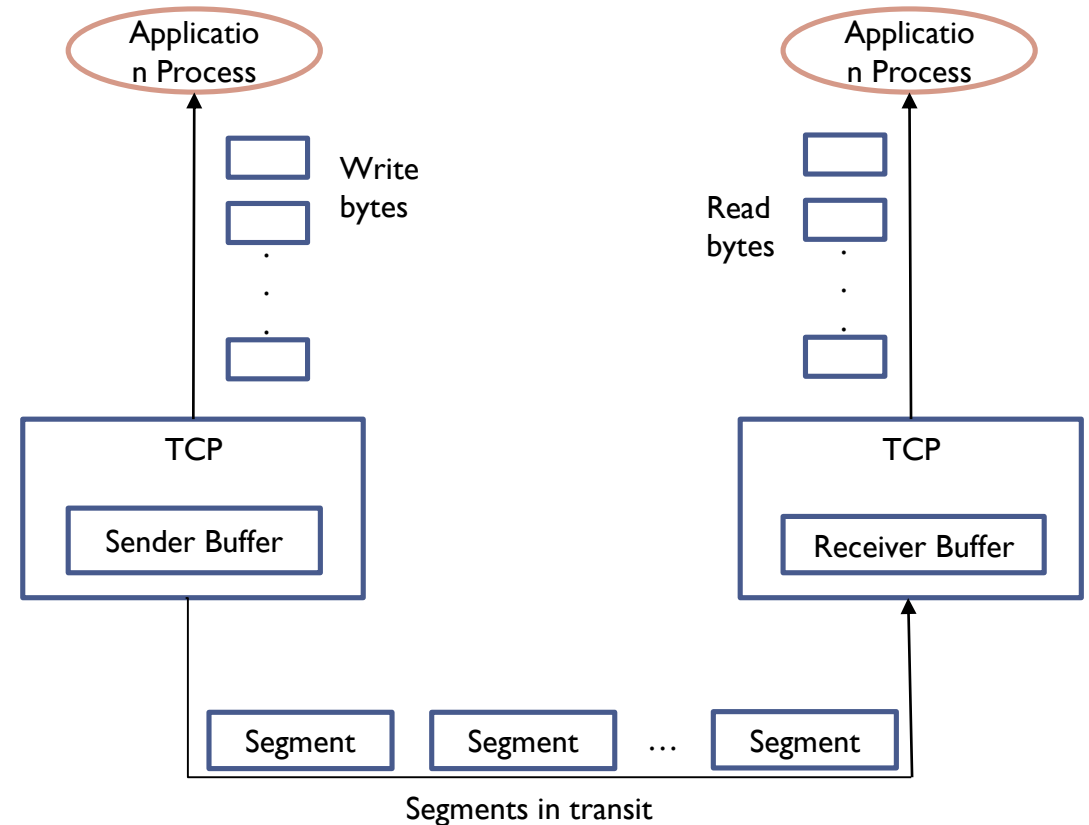 Applicatio
n Process
Applicatio
n Process
Write
bytes
Read
bytes
.
.
.
.
.
.
TCP
Sender Buffer
TCP
Receiver Buffer
Segment
Segment
...
Segment
Segments in transit